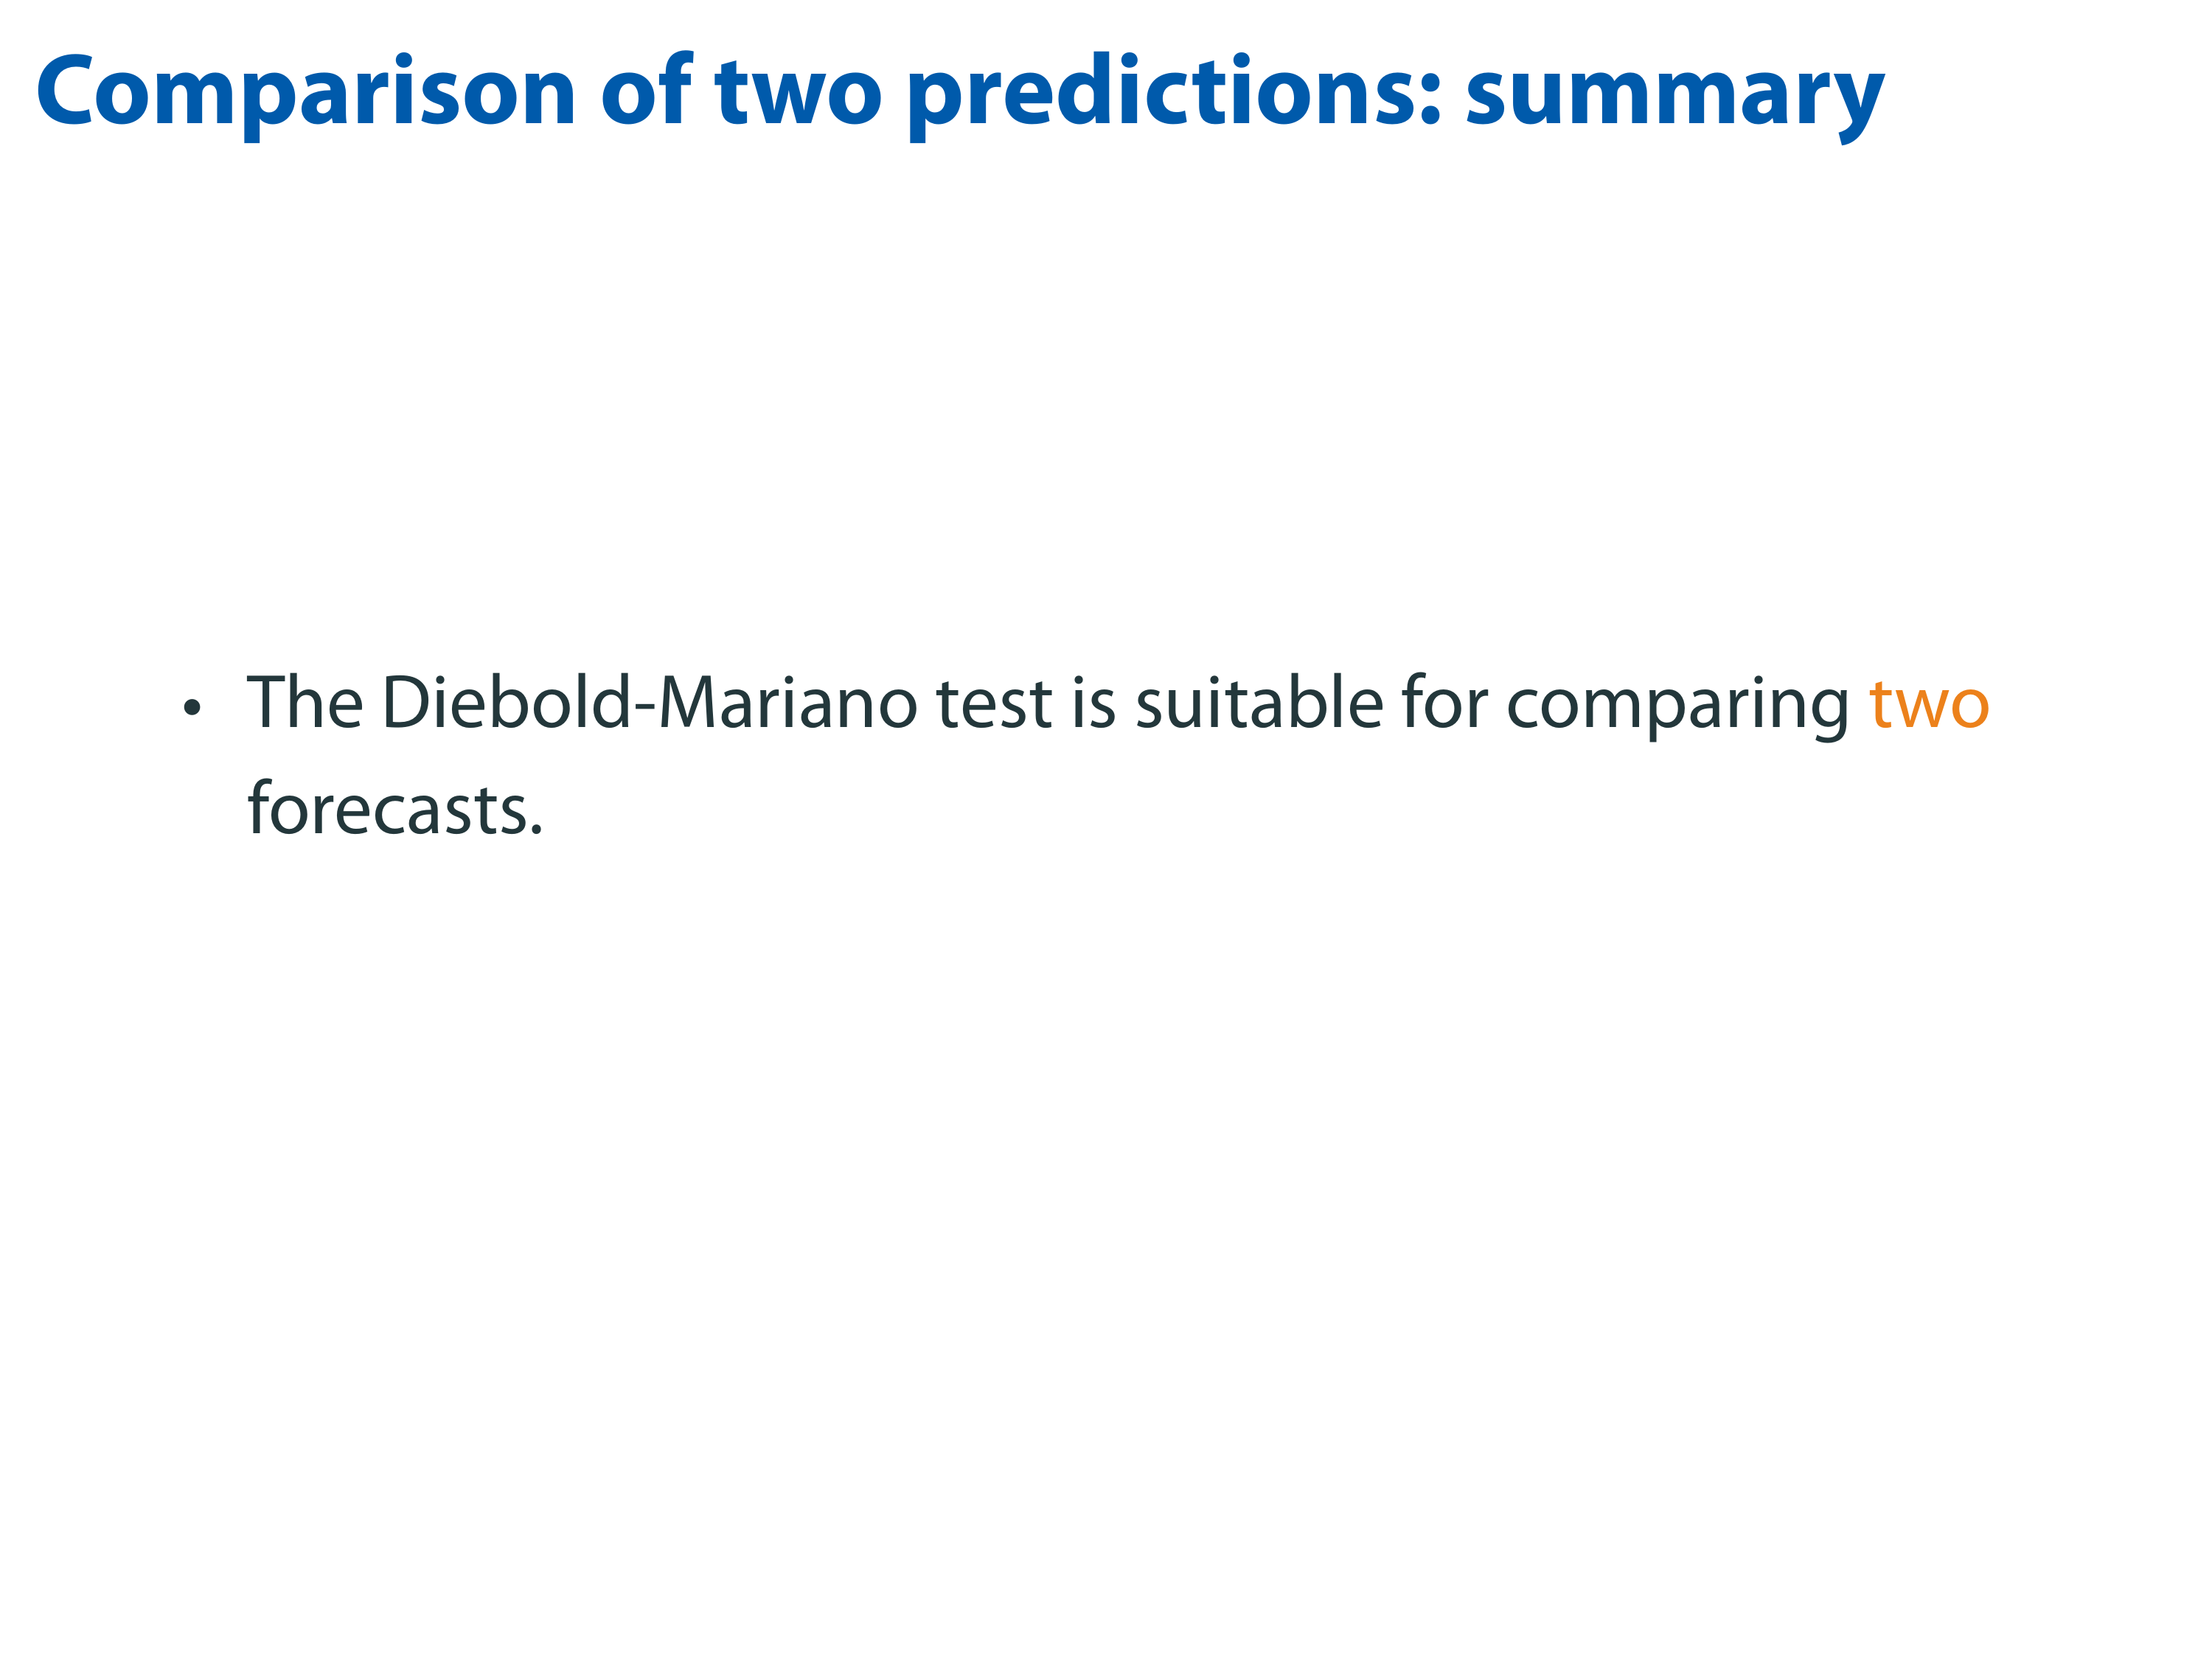 Comparison of two predictions: summary
• The Diebold-Mariano test is suitable for comparing two
forecasts.